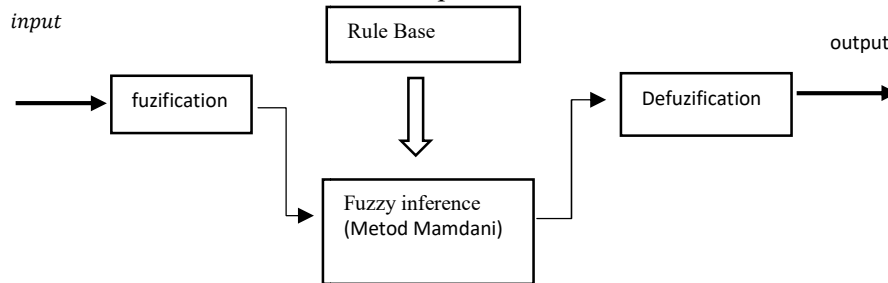 input
Rule Base
output
fuzification
Defuzification
Fuzzy inference
(Metod Mamdani)